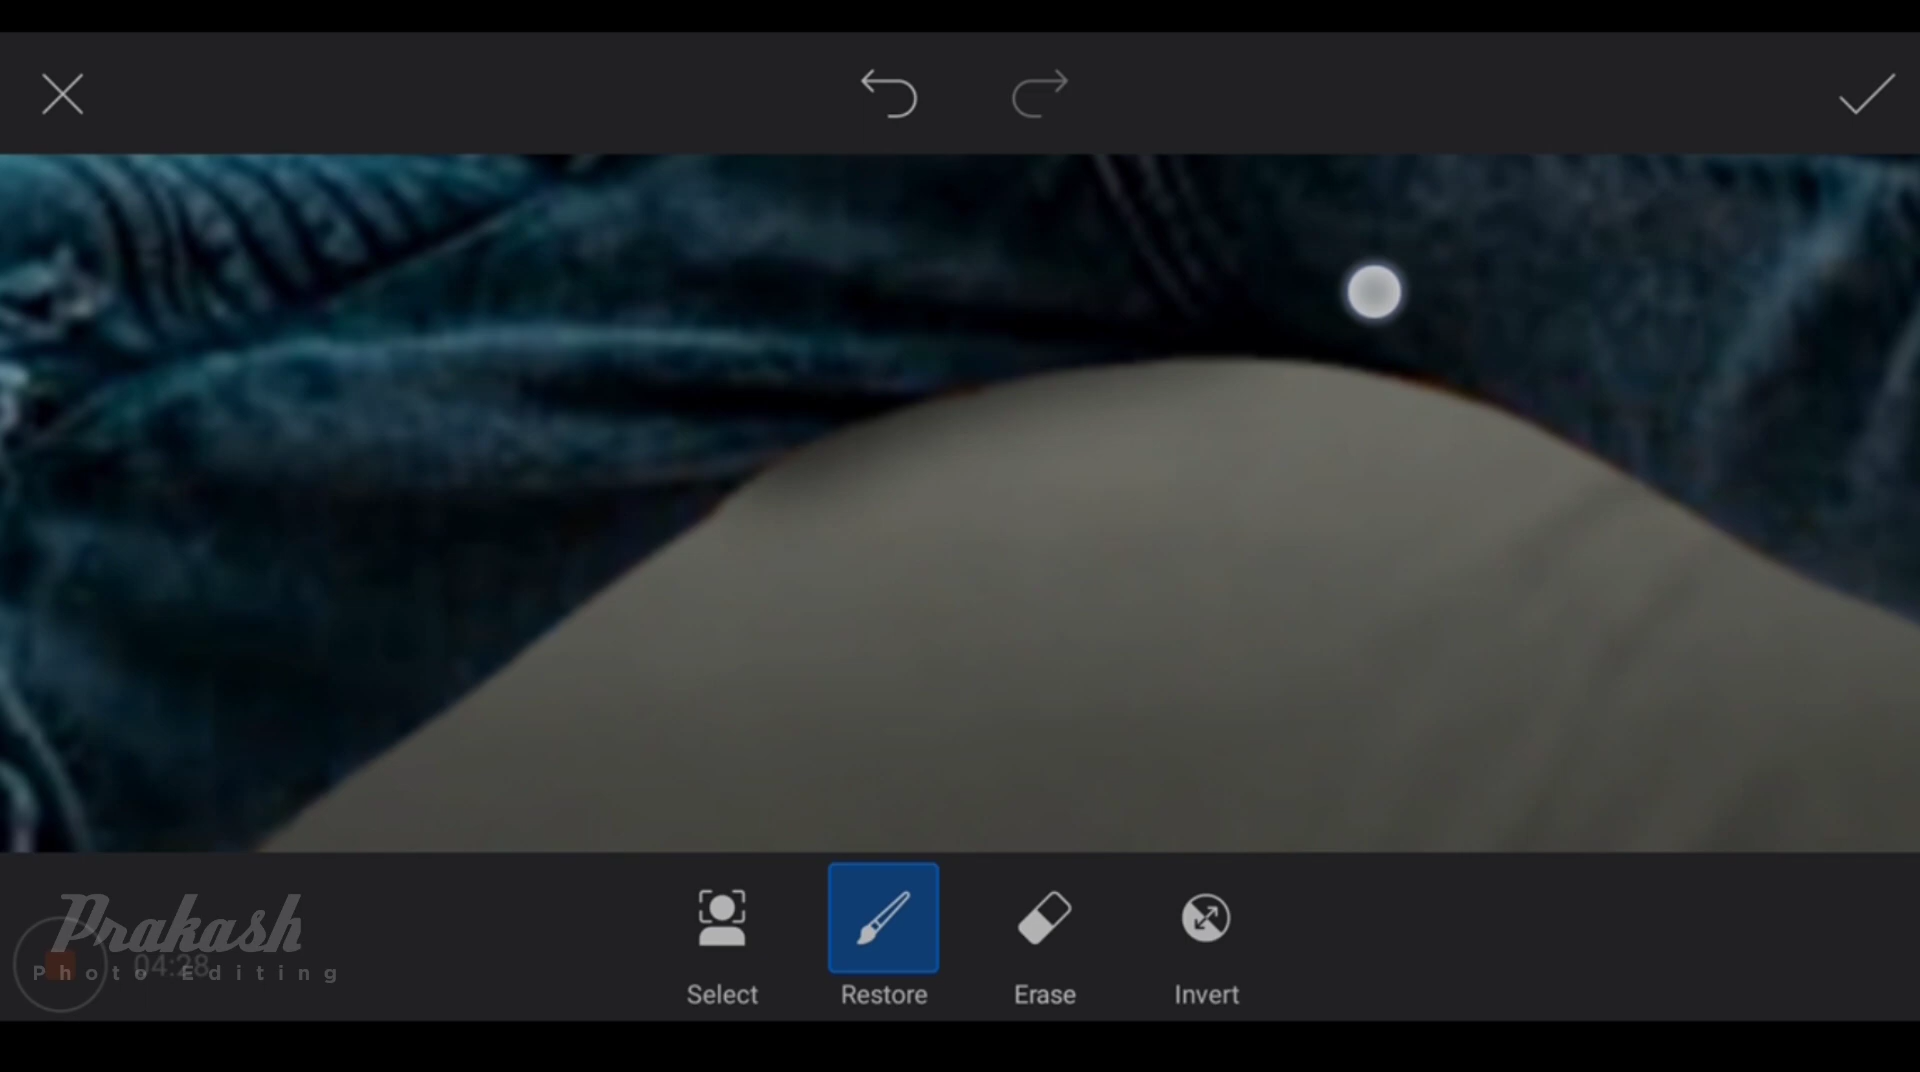 Prakash
Photo Editing
04:28
Select
Restore
Erase
Invert